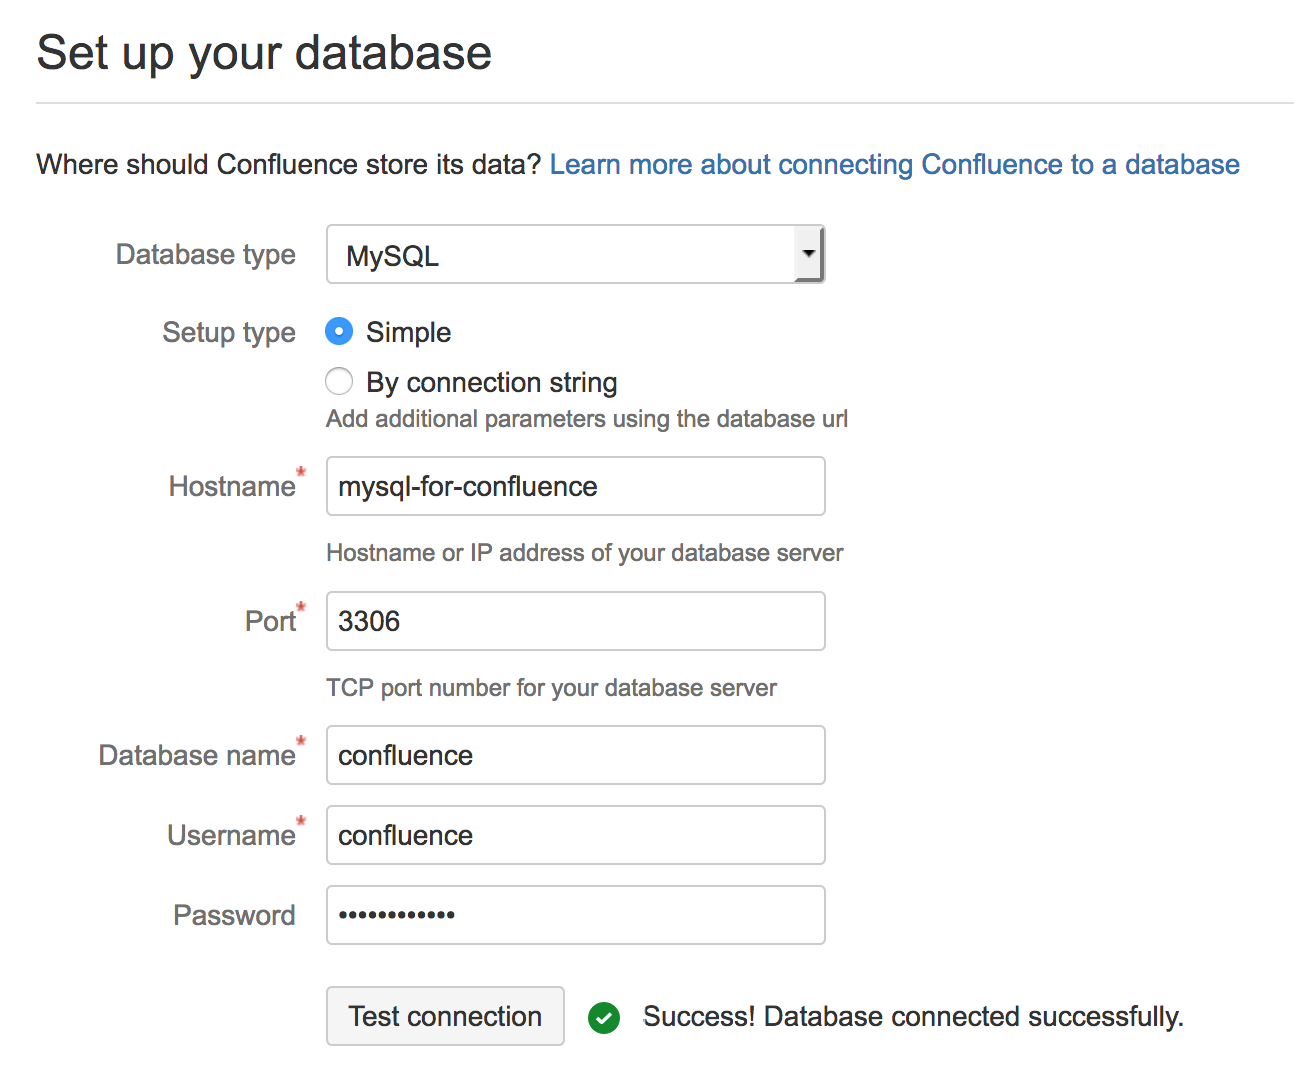 Set up your database
Where should Confluence store its data? Learn more about connecting Confluence to a database
Database type MySQL
Setup type Simple
By connection string
Add additional parameters using the database url
Hostname* mysql-for-confluence
Hostname or IP address of your database server
Port* 3306
TCP port number for your database server
Database name* confluence
Username* confluence
Password ••••••••••••
Test connection Success! Database connected successfully.